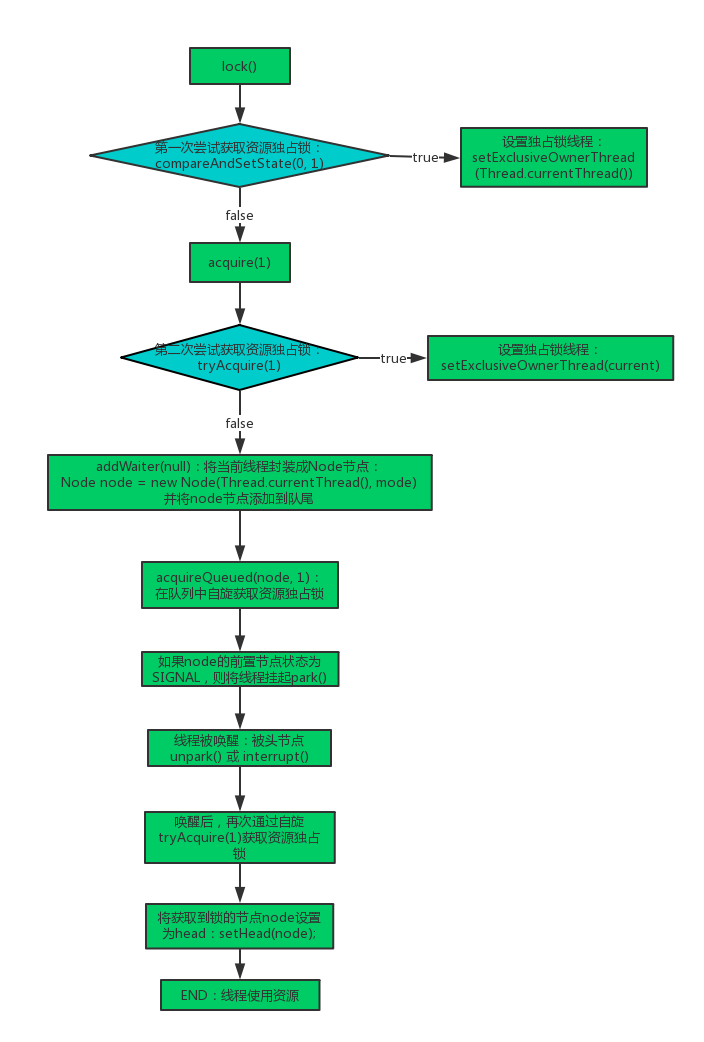 lock()
第一次尝试获取资源独占锁：
compareAndSetState(0, 1)
true
设置独占锁线程：
setExclusiveOwnerThread
(Thread.currentThread())
false
acquire(1)
第二次尝试获取资源独占锁：
tryAcquire(1)
true
设置独占锁线程：
setExclusiveOwnerThread(current)
false
addWaiter(null)：将当前线程封装成Node节点：
Node node = new Node(Thread.currentThread(), mode)
并将node节点添加到队尾
acquireQueued(node, 1)：
在队列中自旋获取资源独占锁
如果node的前置节点状态为
SIGNAL，则将线程挂起park()
线程被唤醒：被头节点
unpark() 或 interrupt()
唤醒后，再次通过自旋
tryAcquire(1)获取资源独占
锁
将获取到锁的节点node设置
为head；setHead(node);
END：线程使用资源